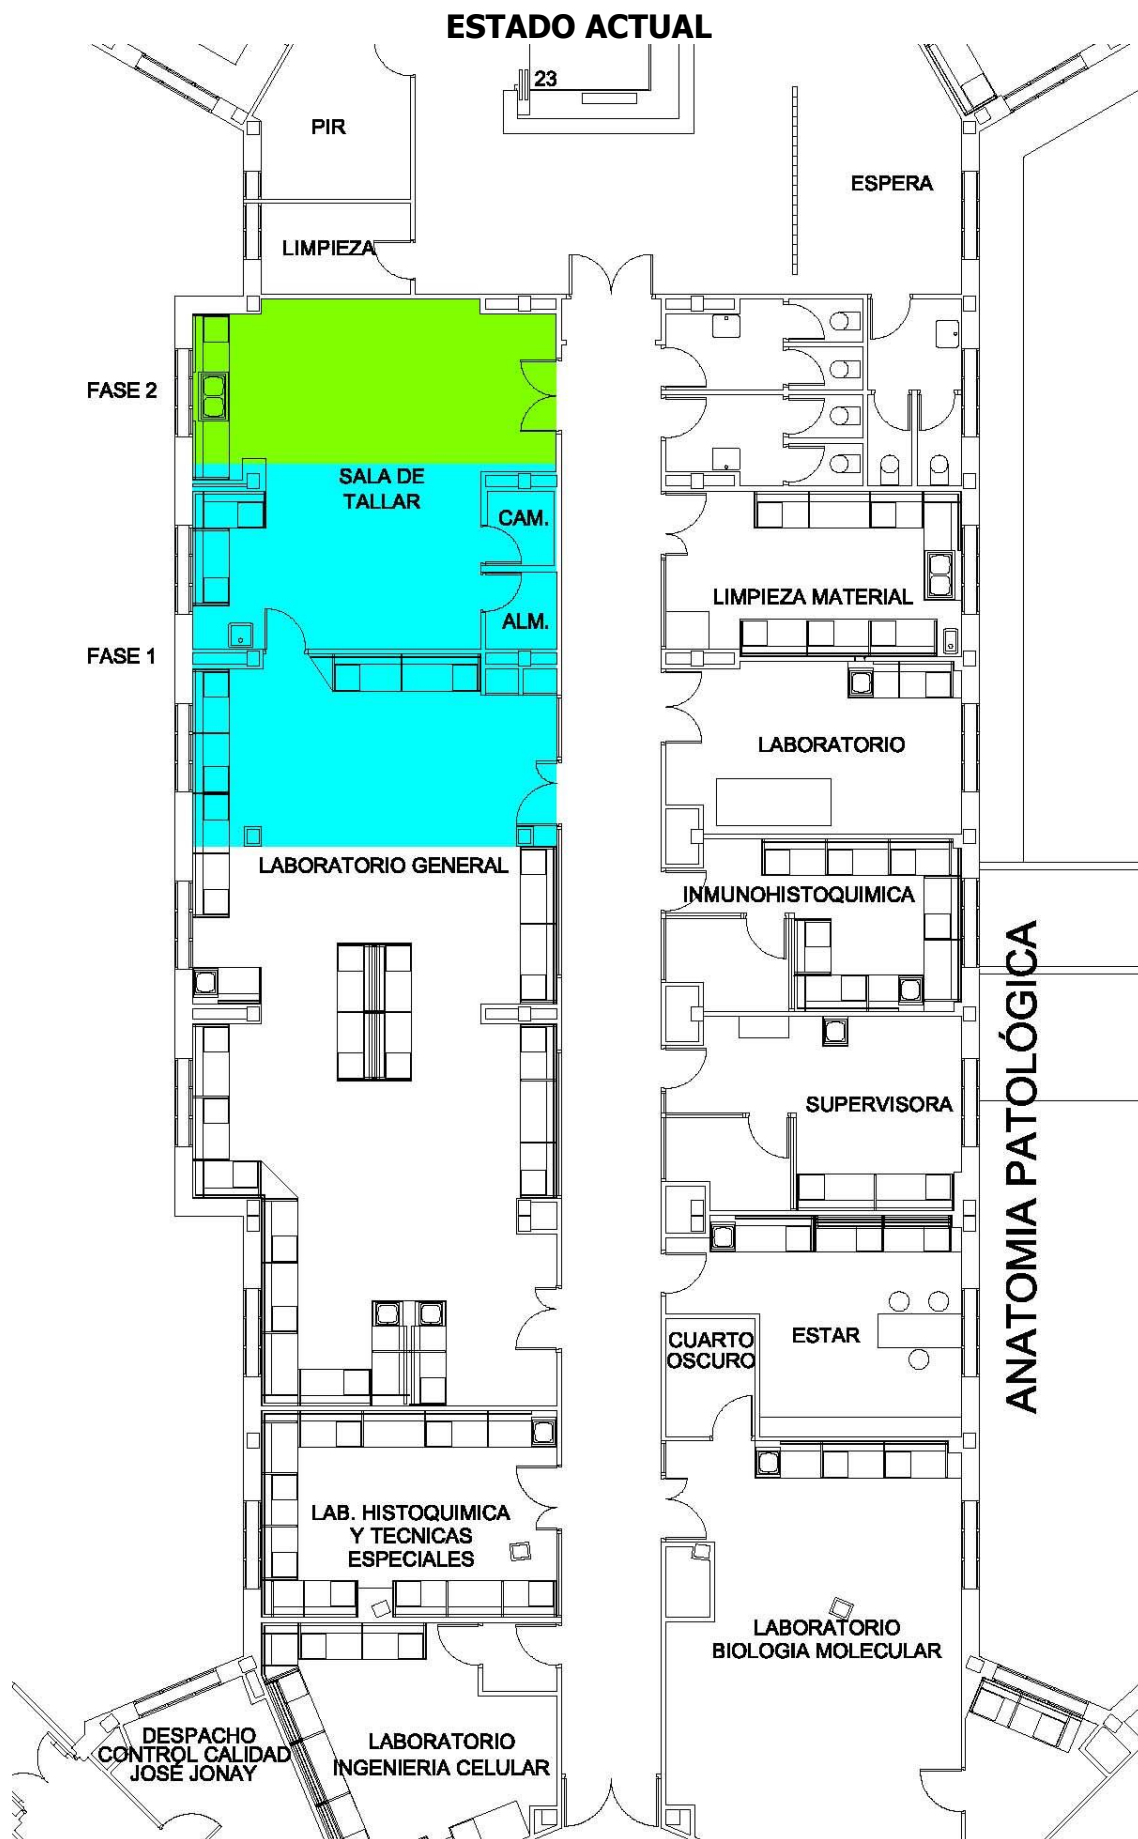 ESTADO ACTUAL
23
PIR
ESPERA
LIMPIEZA
FASE 2
SALA DE
TALLAR
CAM.
ALM.
LIMPIEZA MATERIAL
FASE 1
LABORATORIO
LABORATORIO GENERAL
INMUNOHISTOQUIMICA
SUPERVISORA
ANATOMIA PATOLÓGICA
ESTAR
CUARTO
OSCURO
LAB. HISTOQUIMICA
Y TECNICAS
ESPECIALES
LABORATORIO
BIOLOGIA MOLECULAR
DESPACHO
CONTROL CALIDAD
JOSÉ JONAY
LABORATORIO
INGENIERIA CELULAR